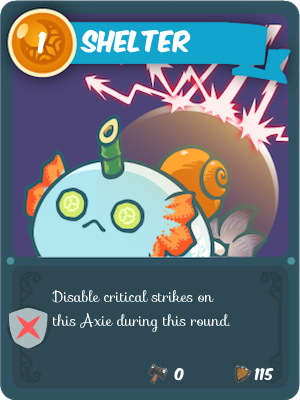 1
SHELTER
Disable critical strikes on
this Axie during this round.
0 115